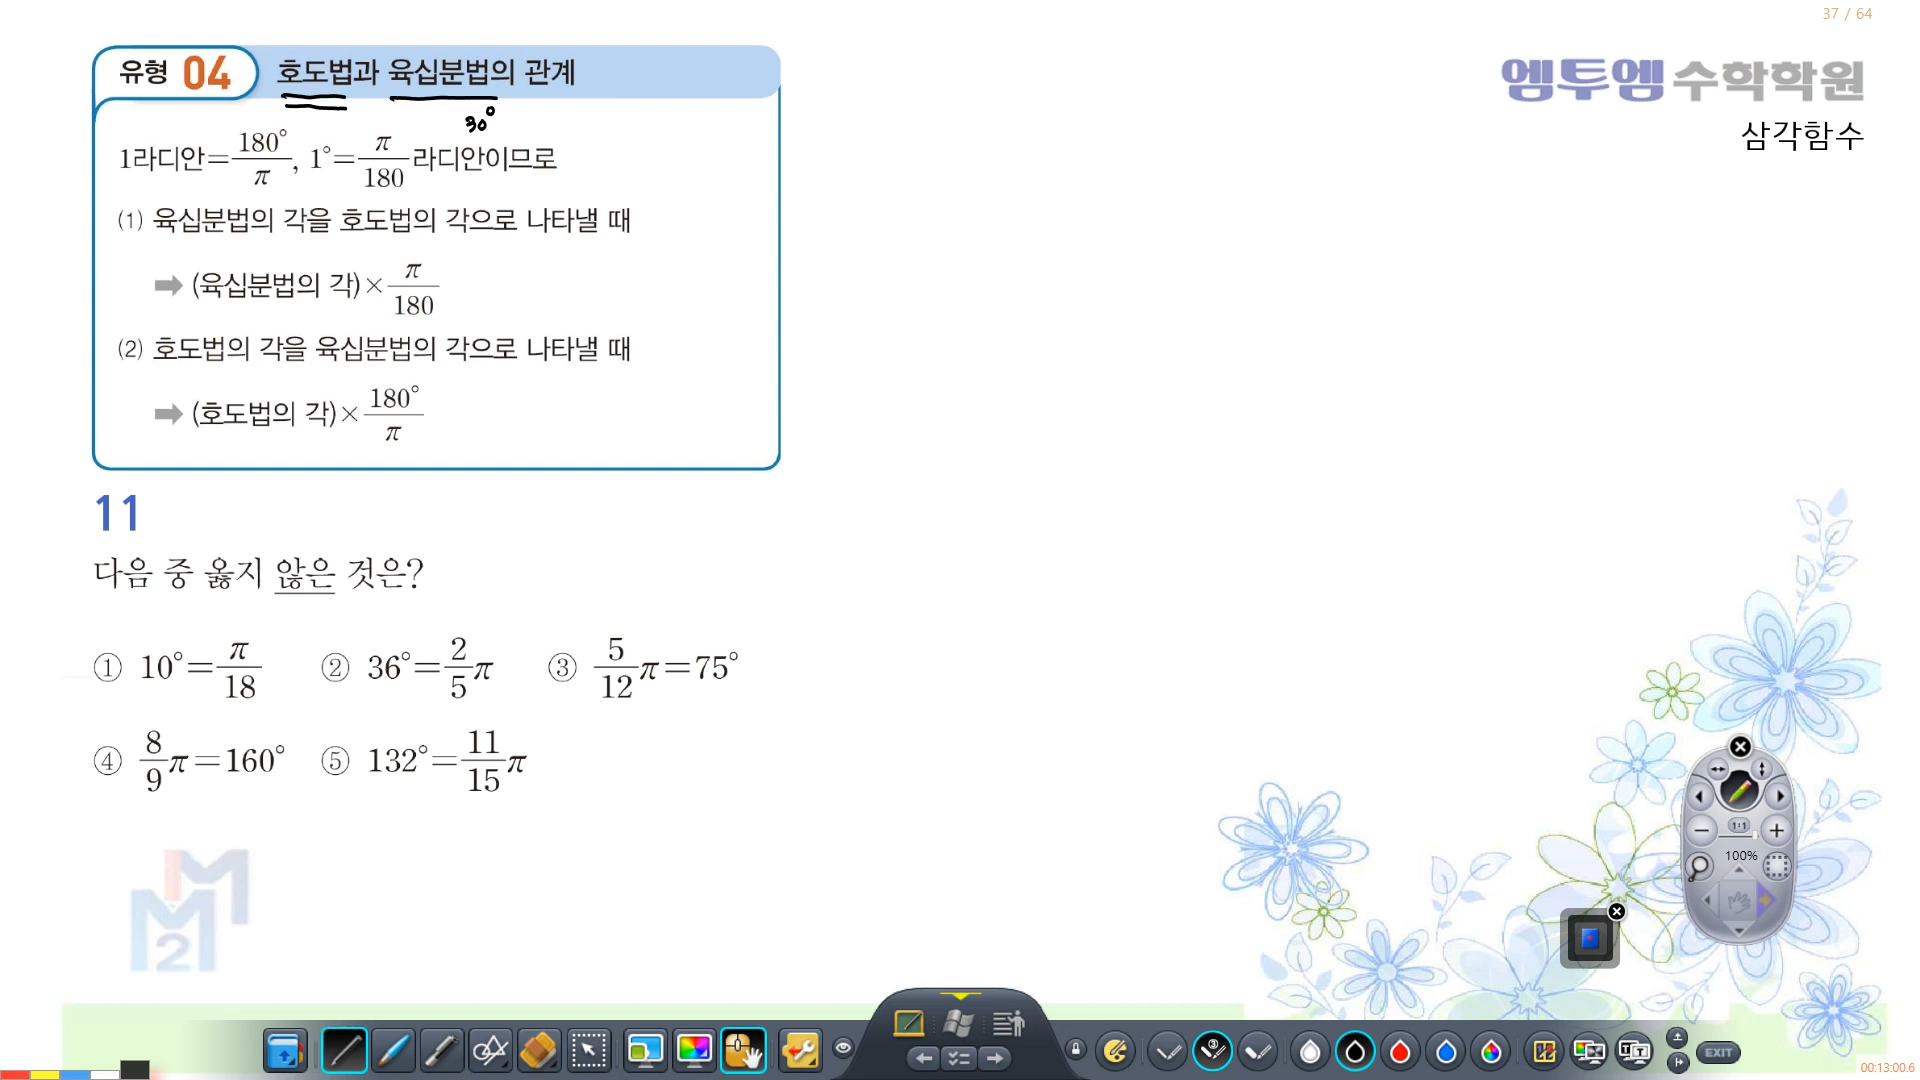 37 / 64
유형 04 호도법과 육십분법의 관계
30°
엠투엠수학학원
삼각함수
1라디안=180°/π, 1°=π/180 라디안이므로
(1) 육십분법의 각을 호도법의 각으로 나타낼 때
➡ (육십분법의 각)×π/180
(2) 호도법의 각을 육십분법의 각으로 나타낼 때
➡ (호도법의 각)×180°/π
11
다음 중 옳지 않은 것은?
① 10°=π/18 ② 36°=2/5π ③ 5/12π=75°
④ 8/9π=160° ⑤ 132°=11/15π
M2M
1:1
100%
EXIT
00:13:00.6